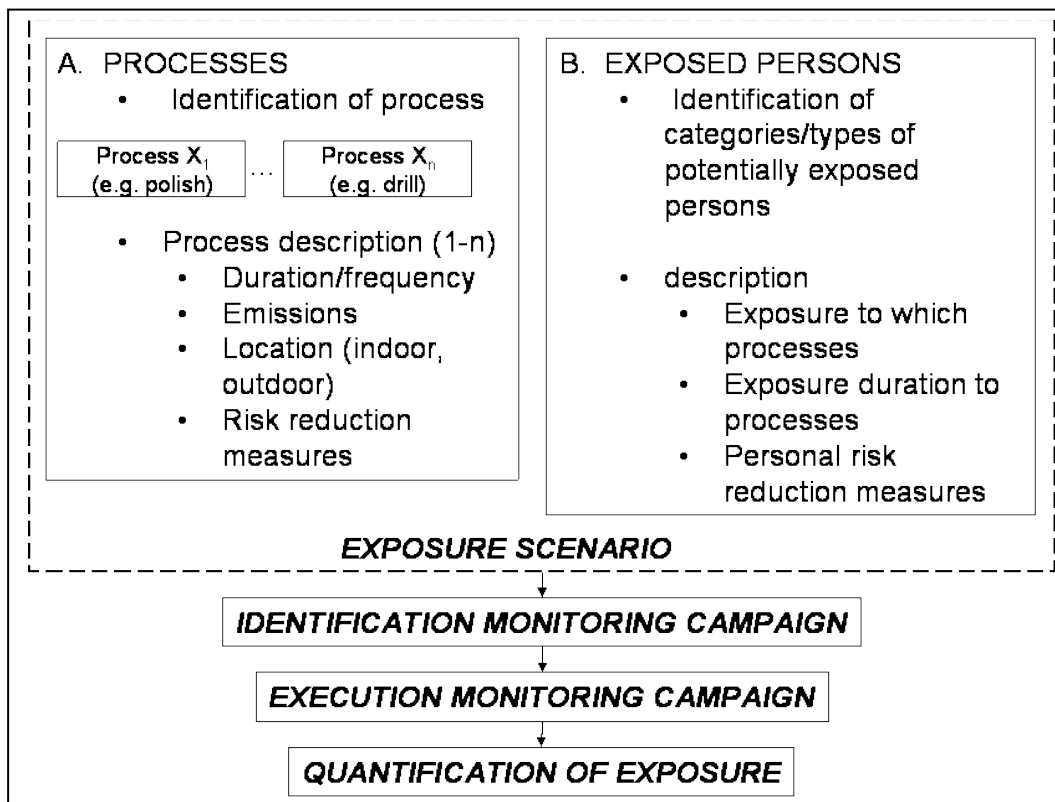 A. PROCESSES
• Identification of process
Process X1
(e.g. polish)
...
Process Xn
(e.g. drill)
• Process description (1-n)
• Duration/frequency
• Emissions
• Location (indoor,
outdoor)
• Risk reduction
measures
B. EXPOSED PERSONS
• Identification of
categories/types of
potentially exposed
persons
• description
• Exposure to which
processes
• Exposure duration to
processes
• Personal risk
reduction measures
EXPOSURE SCENARIO
IDENTIFICATION MONITORING CAMPAIGN
EXECUTION MONITORING CAMPAIGN
QUANTIFICATION OF EXPOSURE